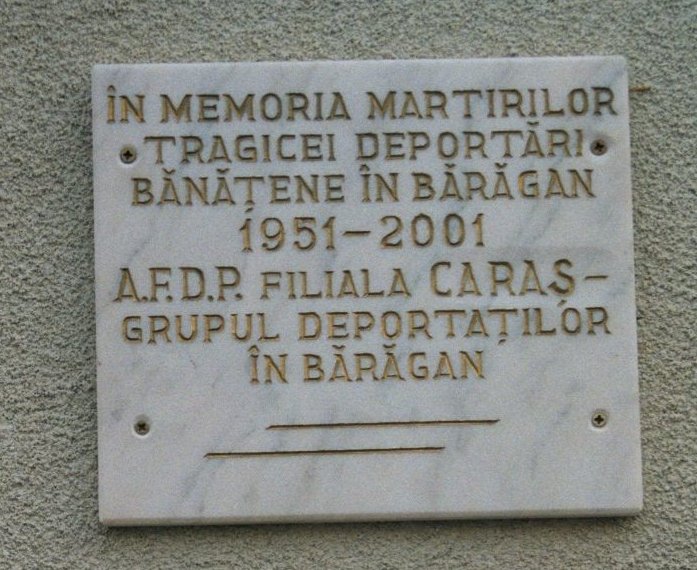 ÎN MEMORIA MARTIRILOR
TRAGICEI DEPORTĂRI
BĂNĂȚENE ÎN BĂRĂGAN
1951-2001
A.F.D.P. FILIALA CARAȘ-
GRUPUL DEPORTAȚILOR
ÎN BĂRĂGAN